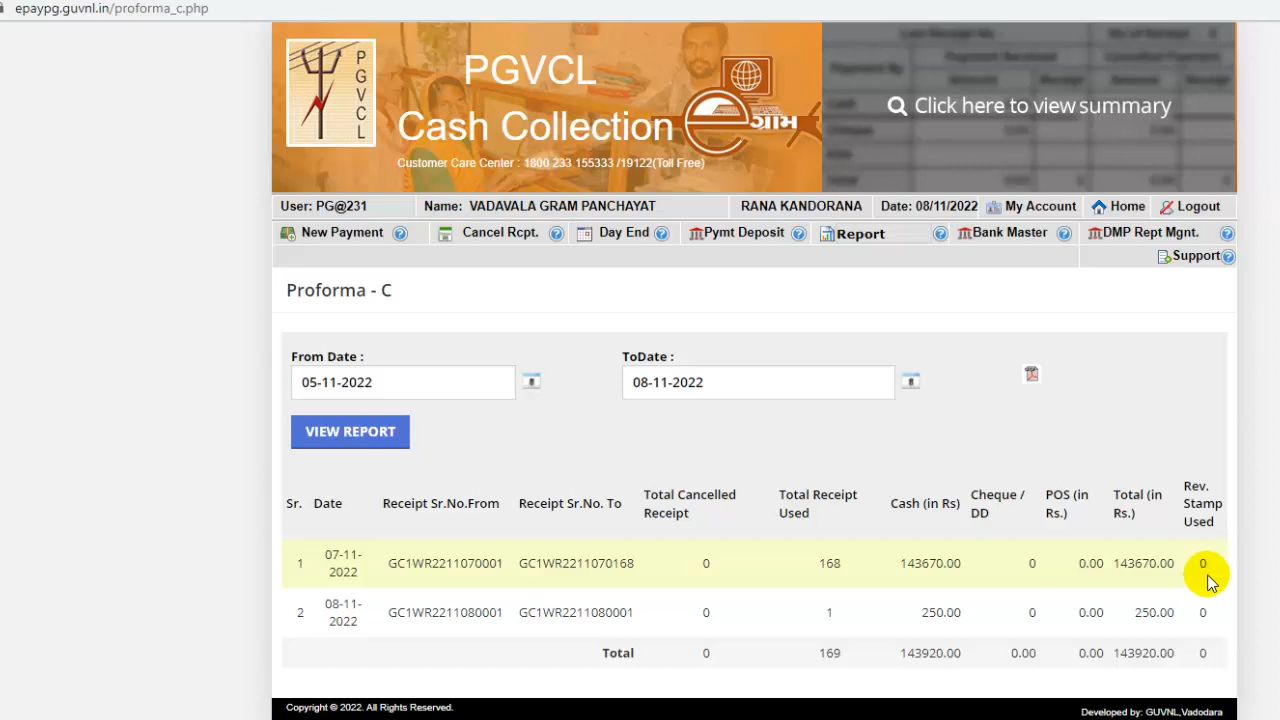 epaypg.guvnl.in/proforma_c.php
PGVCL
PGVCL
Cash Collection
Customer Care Center : 1800 233 155333 /19122(Toll Free)
ગ્રામ
Click here to view summary
User: PG@231 Name: VADAVALA GRAM PANCHAYAT RANA KANDORANA Date: 08/11/2022 My Account Home Logout
New Payment Cancel Rcpt. Day End Pymt Deposit Report Bank Master DMP Rept Mgnt.
Support
Proforma - C
From Date : ToDate :
05-11-2022 08-11-2022
VIEW REPORT
Sr. Date Receipt Sr.No.From Receipt Sr.No. To Total Cancelled Receipt Total Receipt Used Cash (in Rs) Cheque / DD POS (in Rs.) Total (in Rs.) Rev. Stamp Used
1 07-11-2022 GC1WR2211070001 GC1WR2211070168 0 168 143670.00 0 0.00 143670.00 0
2 08-11-2022 GC1WR2211080001 GC1WR2211080001 0 1 250.00 0 0.00 250.00 0
Total 0 169 143920.00 0.00 0.00 143920.00 0
Copyright © 2022. All Rights Reserved.
Developed by: GUVNL,Vadodara